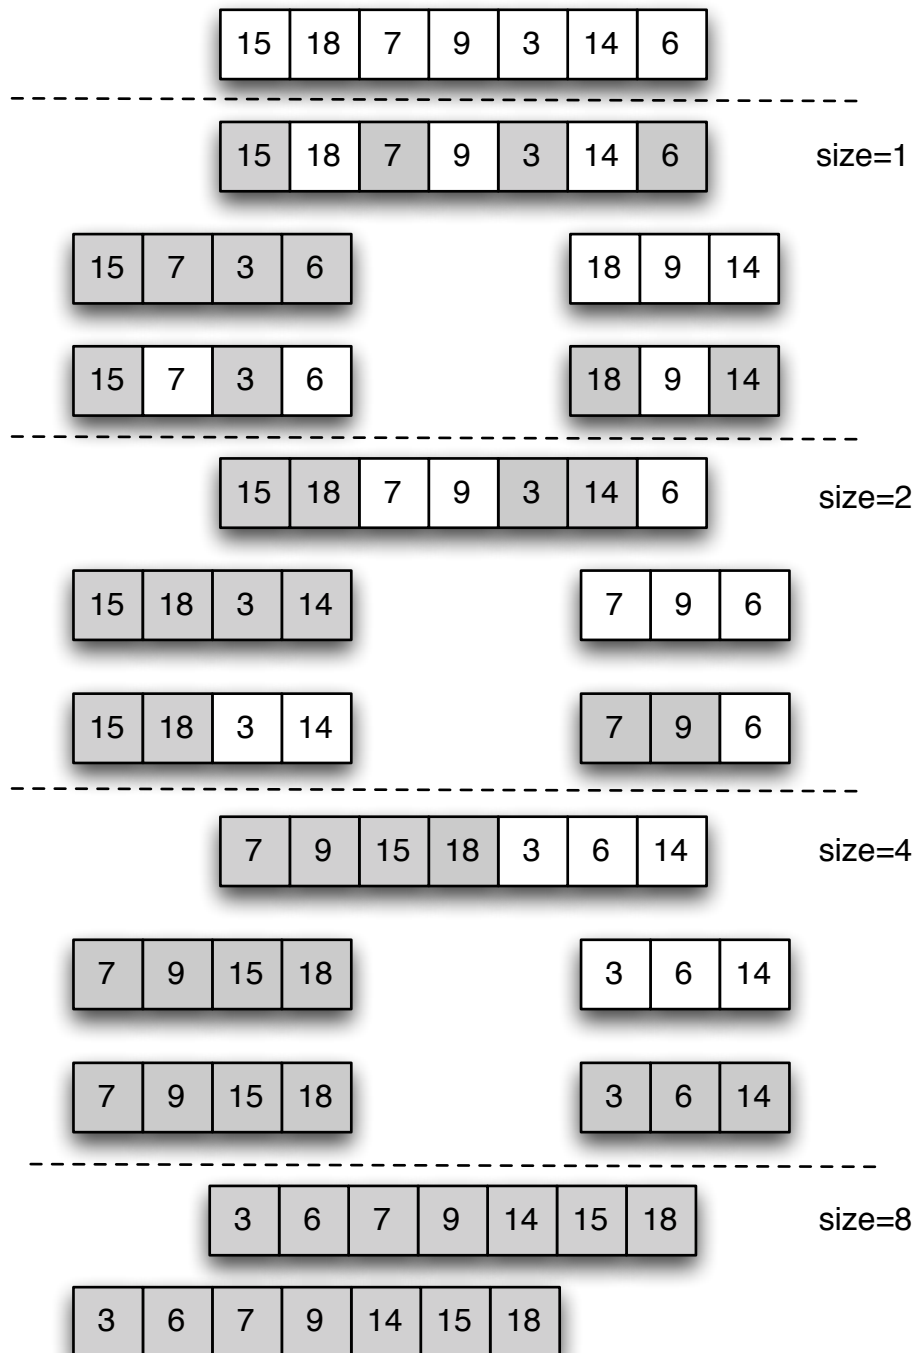 15 18 7 9 3 14 6
15 18 7 9 3 14 6 size=1
15 7 3 6 18 9 14
15 7 3 6 18 9 14
15 18 7 9 3 14 6 size=2
15 18 3 14 7 9 6
15 18 3 14 7 9 6
7 9 15 18 3 6 14 size=4
7 9 15 18 3 6 14
7 9 15 18 3 6 14
3 6 7 9 14 15 18 size=8
3 6 7 9 14 15 18